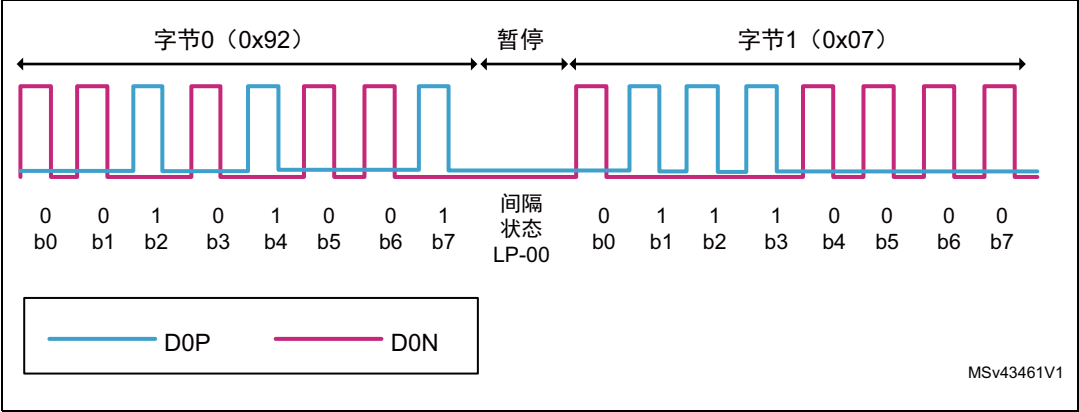 字节0（0x92） 暂停 字节1（0x07）
0 0 1 0 1 0 0 1 间隔 0 1 1 1 0 0 0 0
b0 b1 b2 b3 b4 b5 b6 b7 状态 b0 b1 b2 b3 b4 b5 b6 b7
LP-00
D0P D0N
MSv43461V1